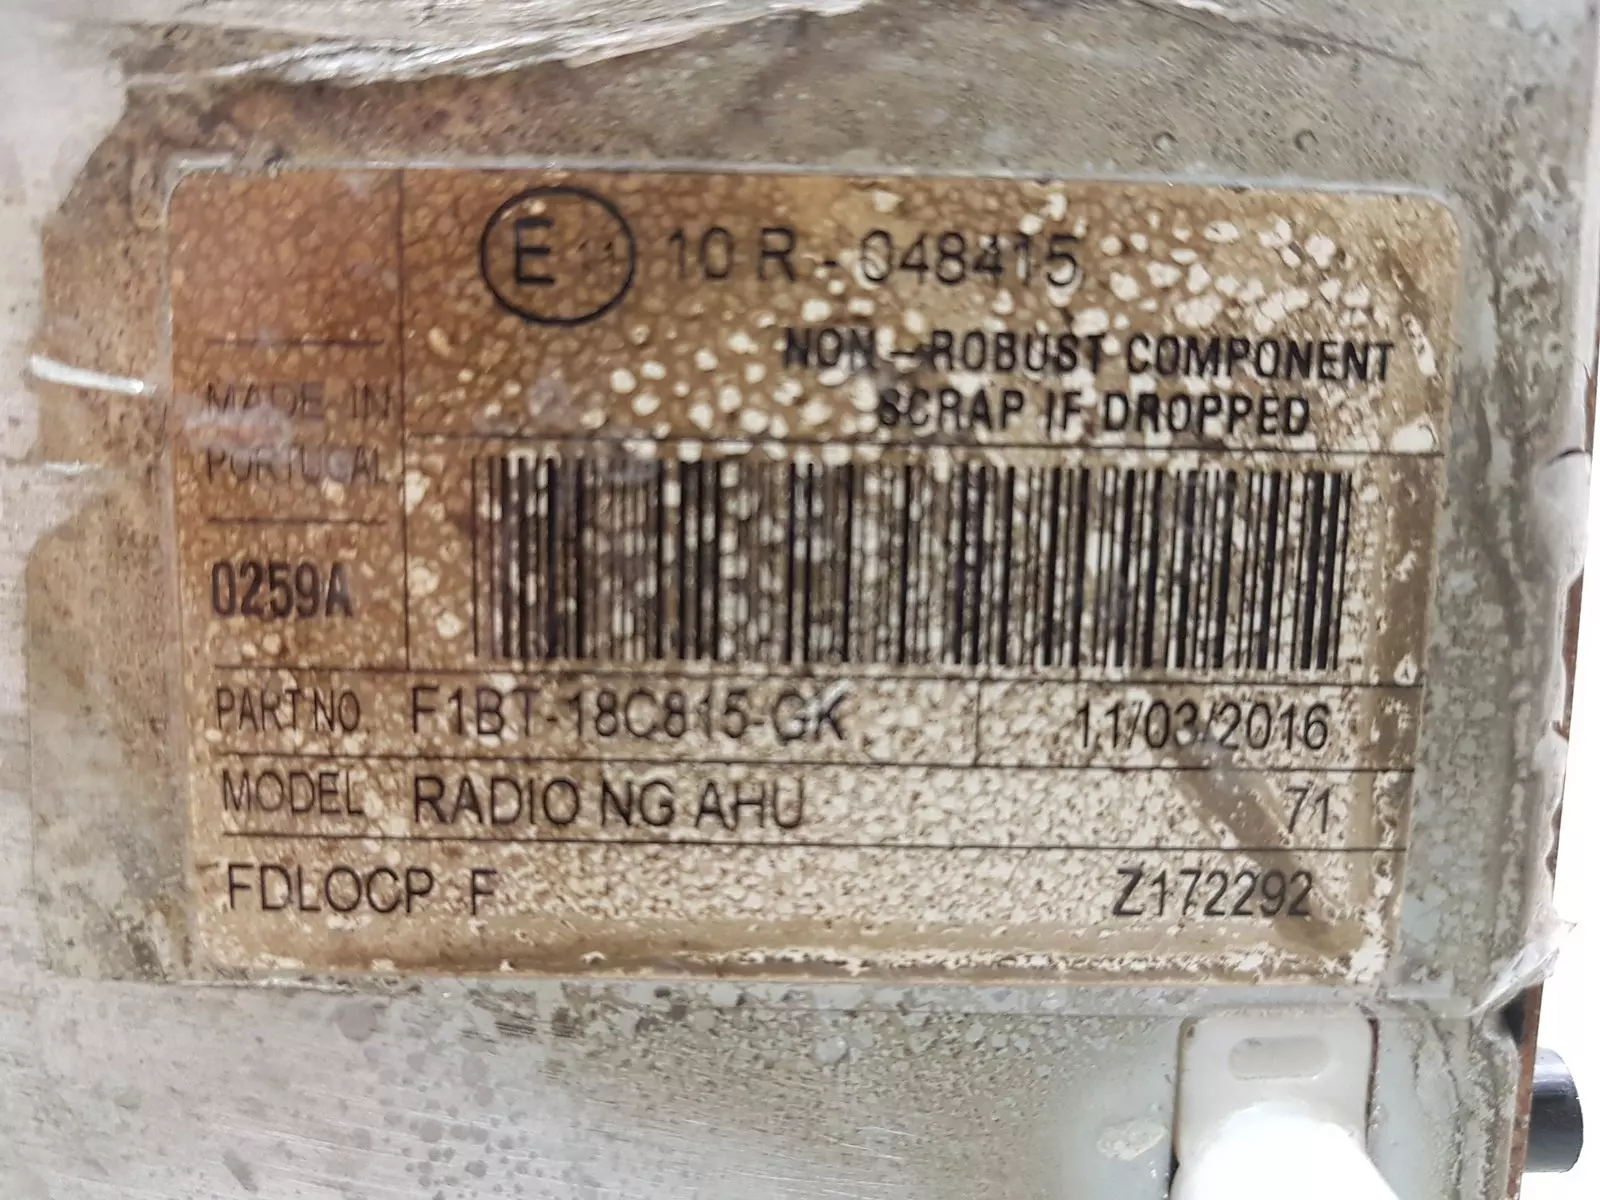 E 11 10 R - 048415
NON - ROBUST COMPONENT
SCRAP IF DROPPED
MADE IN
PORTUGAL
0259A
PART NO. F1BT-18C815-GK 11/03/2016
MODEL RADIO NG AHU 71
FDLOCP F Z172292